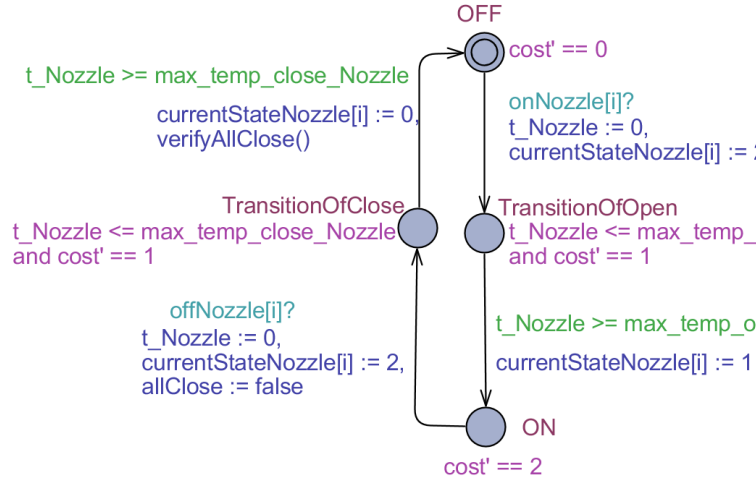 OFF
cost' == 0
t_Nozzle >= max_temp_close_Nozzle
currentStateNozzle[i] := 0,
verifyAllClose()
onNozzle[i]?
t_Nozzle := 0,
currentStateNozzle[i] := 2
TransitionOfClose
t_Nozzle <= max_temp_close_Nozzle
and cost' == 1
TransitionOfOpen
t_Nozzle <= max_temp_
and cost' == 1
offNozzle[i]?
t_Nozzle := 0,
currentStateNozzle[i] := 2,
allClose := false
t_Nozzle >= max_temp_o
currentStateNozzle[i] := 1
ON
cost' == 2